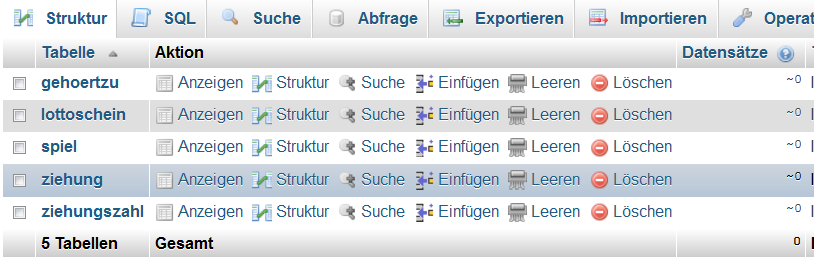 Struktur SQL Suche Abfrage Exportieren Importieren Operat
Tabelle Aktion Datensätze
gehoertzu Anzeigen Struktur Suche Einfügen Leeren Löschen ~0
lottoschein Anzeigen Struktur Suche Einfügen Leeren Löschen ~0
spiel Anzeigen Struktur Suche Einfügen Leeren Löschen ~0
ziehung Anzeigen Struktur Suche Einfügen Leeren Löschen ~0
ziehungszahl Anzeigen Struktur Suche Einfügen Leeren Löschen ~0
5 Tabellen Gesamt 0